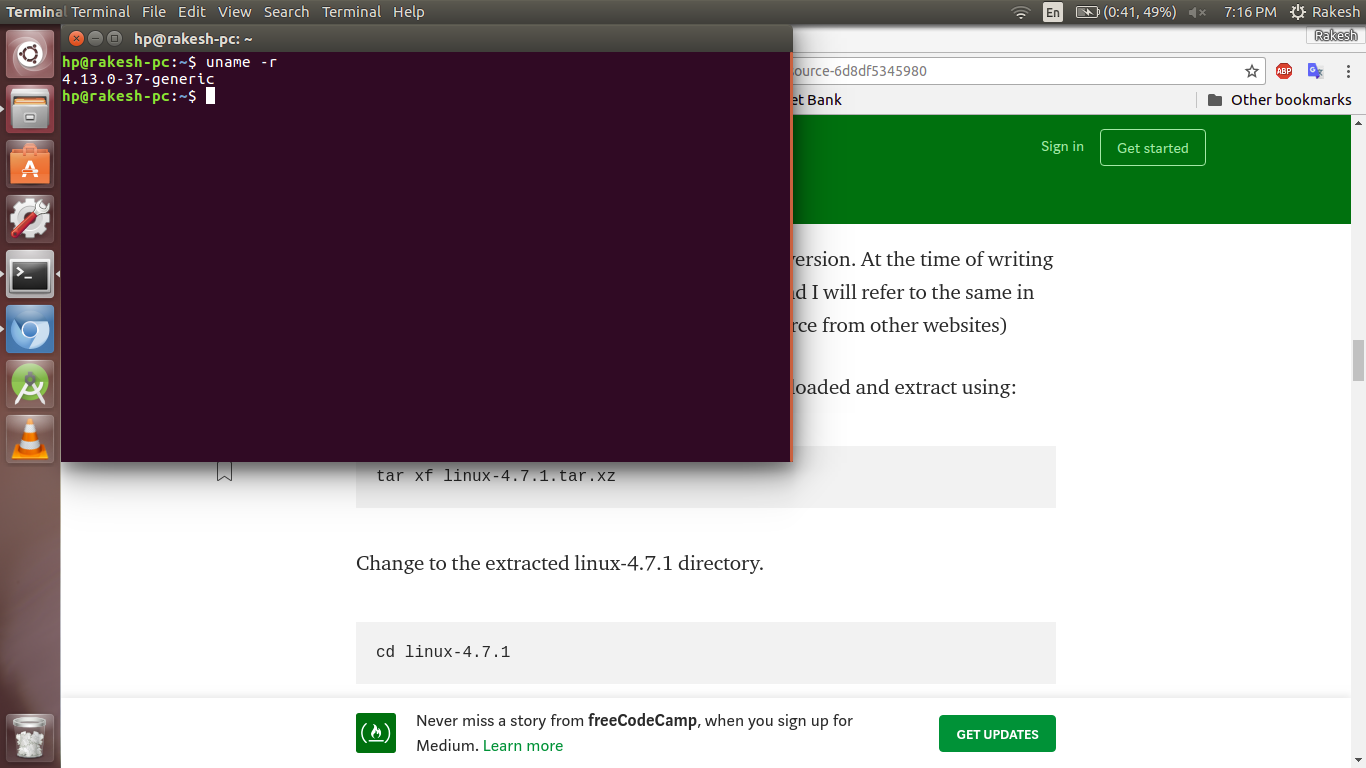 Terminal Terminal File Edit View Search Terminal Help En (0:41, 49%) 7:16 PM Rakesh
hp@rakesh-pc: ~
Rakesh
hp@rakesh-pc:~$ uname -r
4.13.0-37-generic
hp@rakesh-pc:~$
ource-6d8df5345980 ABP
et Bank Other bookmarks
Sign in Get started
version. At the time of writing
d I will refer to the same in
rce from other websites)
loaded and extract using:
tar xf linux-4.7.1.tar.xz
Change to the extracted linux-4.7.1 directory.
cd linux-4.7.1
Never miss a story from freeCodeCamp, when you sign up for
Medium. Learn more
GET UPDATES